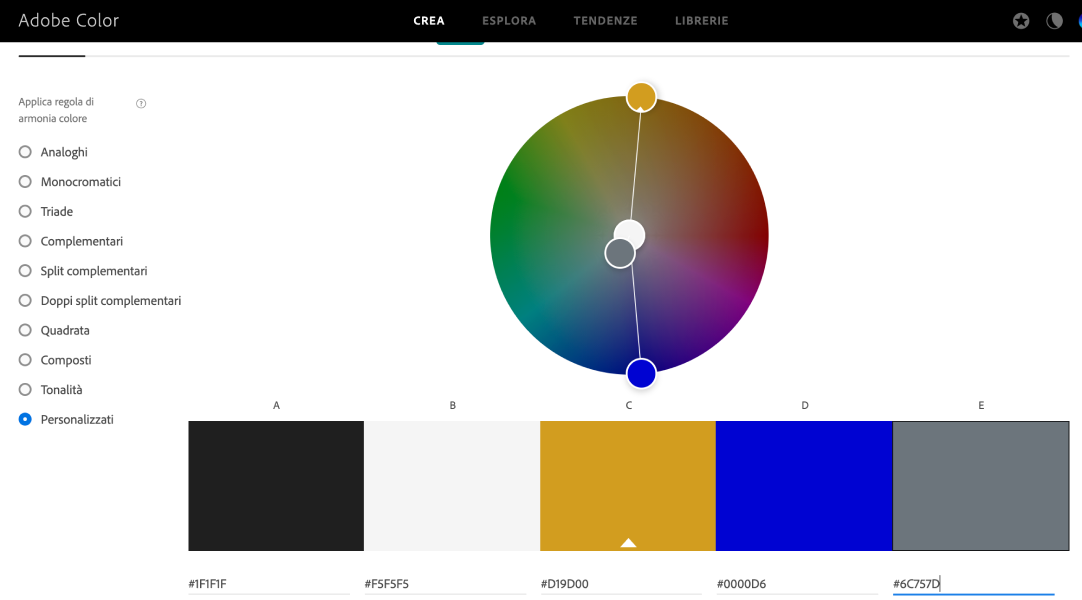 Adobe Color
CREA
ESPLORA
TENDENZE
LIBRERIE
Applica regola di
armonia colore
?
Analoghi
Monocromatici
Triade
Complementari
Split complementari
Doppi split complementari
Quadrata
Composti
Tonalità
Personalizzati
A
B
C
D
E
#1F1F1F
#F5F5F5
#D19D00
#0000D6
#6C757D